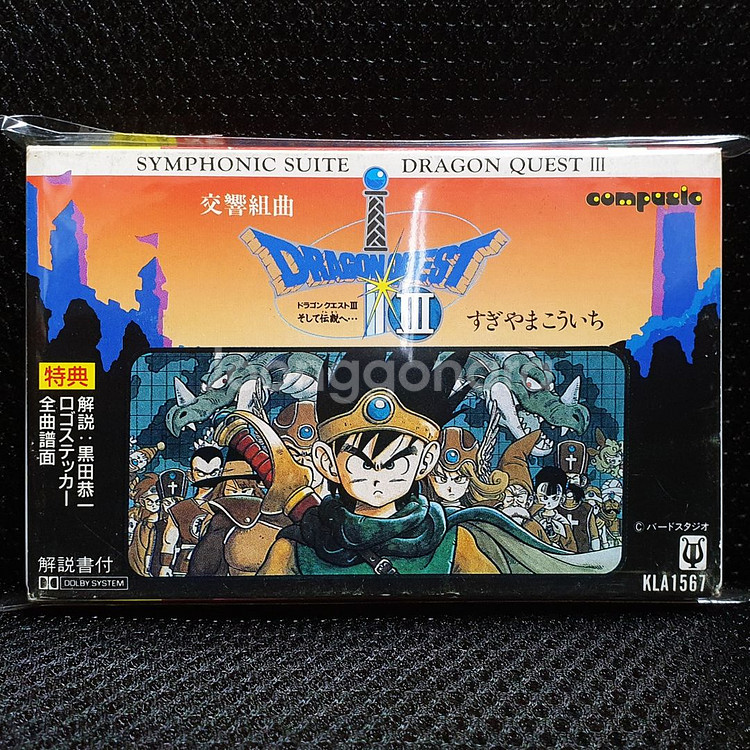 SYMPHONIC SUITE DRAGON QUEST III
交響組曲
compusic
DRAGON QUEST
III
ドラゴンクエストIII
そして伝説へ…
すぎやまこういち
特典
解説:黒田恭一
ロゴステッカー
全曲譜面
©バードスタジオ
解説書付
DOLBY SYSTEM
KLA1567